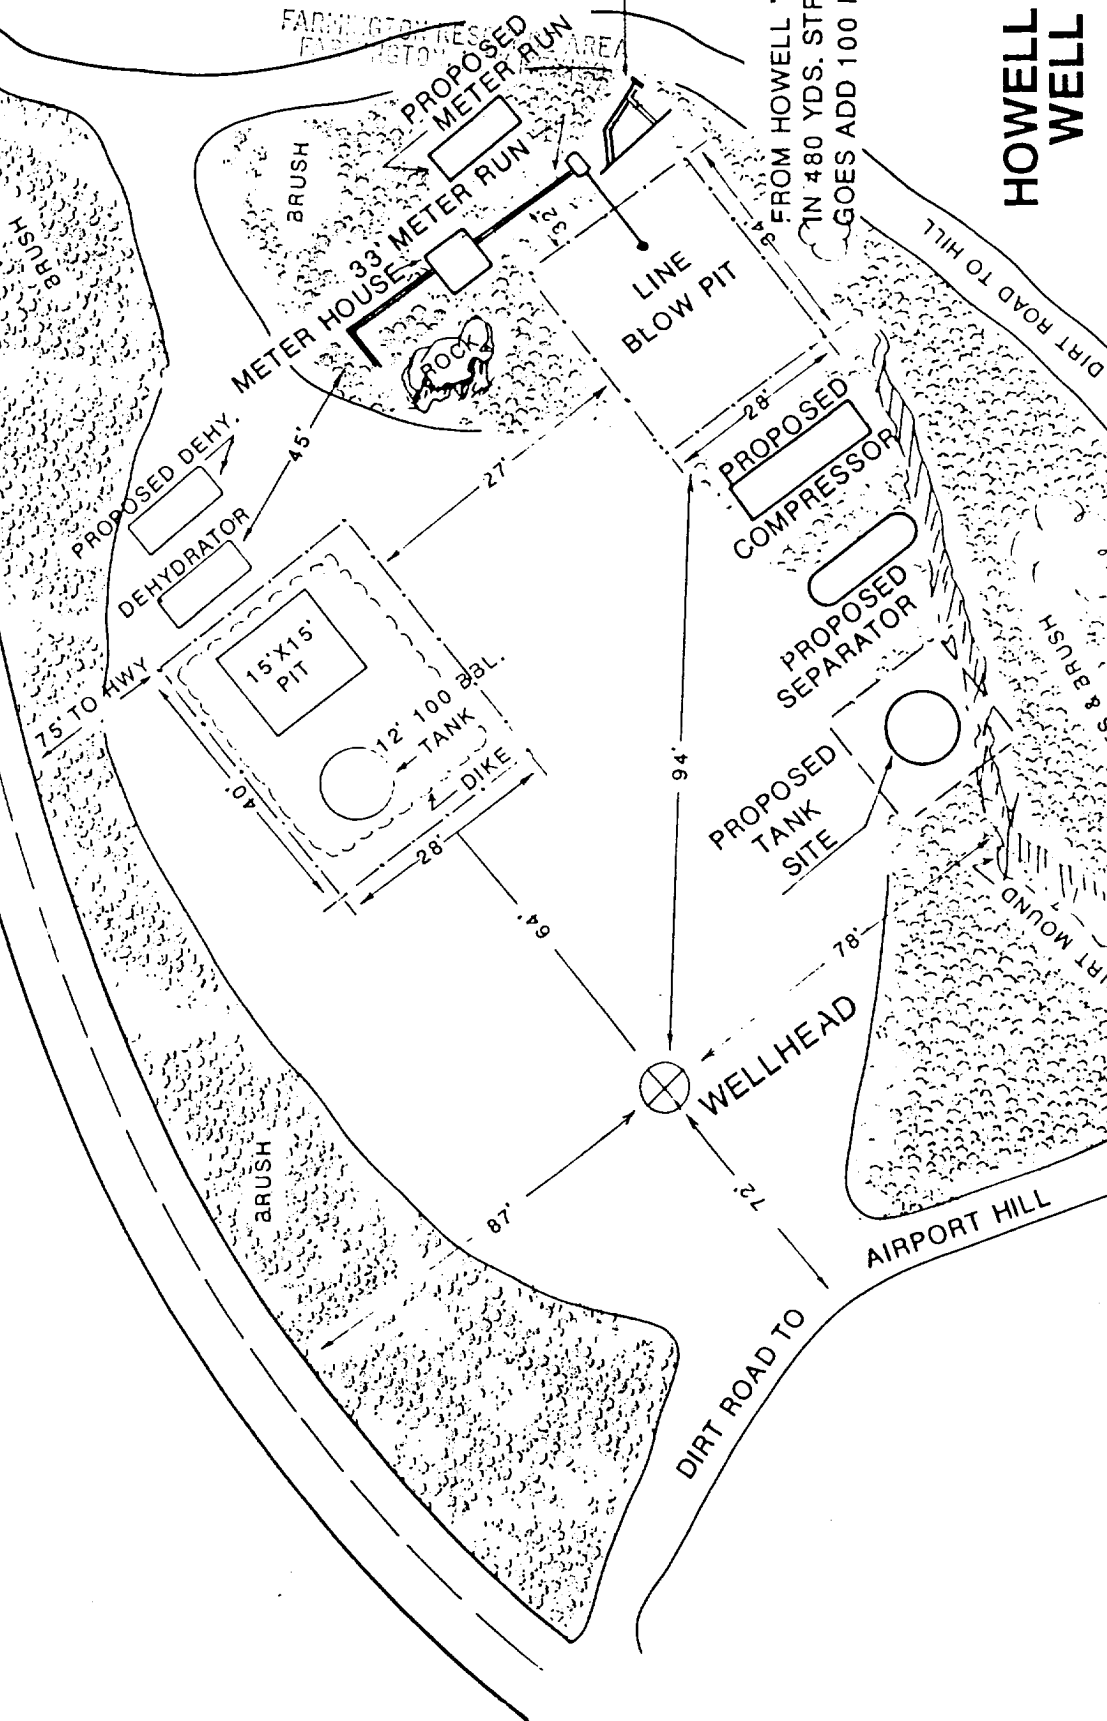 FARMINGTON RES
AREA
PROPOSED
METER RUN
BRUSH
BRUSH
33' METER RUN
METER HOUSE
32'
ROCK
LINE
BLOW PIT
34'
28'
FROM HOWELL
IN 480 YDS.
GOES ADD 100
HOWELL
WELL
DIRT ROAD TO HILL
PROPOSED DEHY.
DEHYDRATOR
45'
27'
PROPOSED
COMPRESSOR
PROPOSED
SEPARATOR
75' TO HWY
15'X15'
PIT
12' 100 BBL.
TANK
DIKE
40'
28'
94'
64'
PROPOSED
TANK
SITE
& BRUSH
MOUND
78'
WELLHEAD
BRUSH
87'
72'
AIRPORT HILL
DIRT ROAD TO